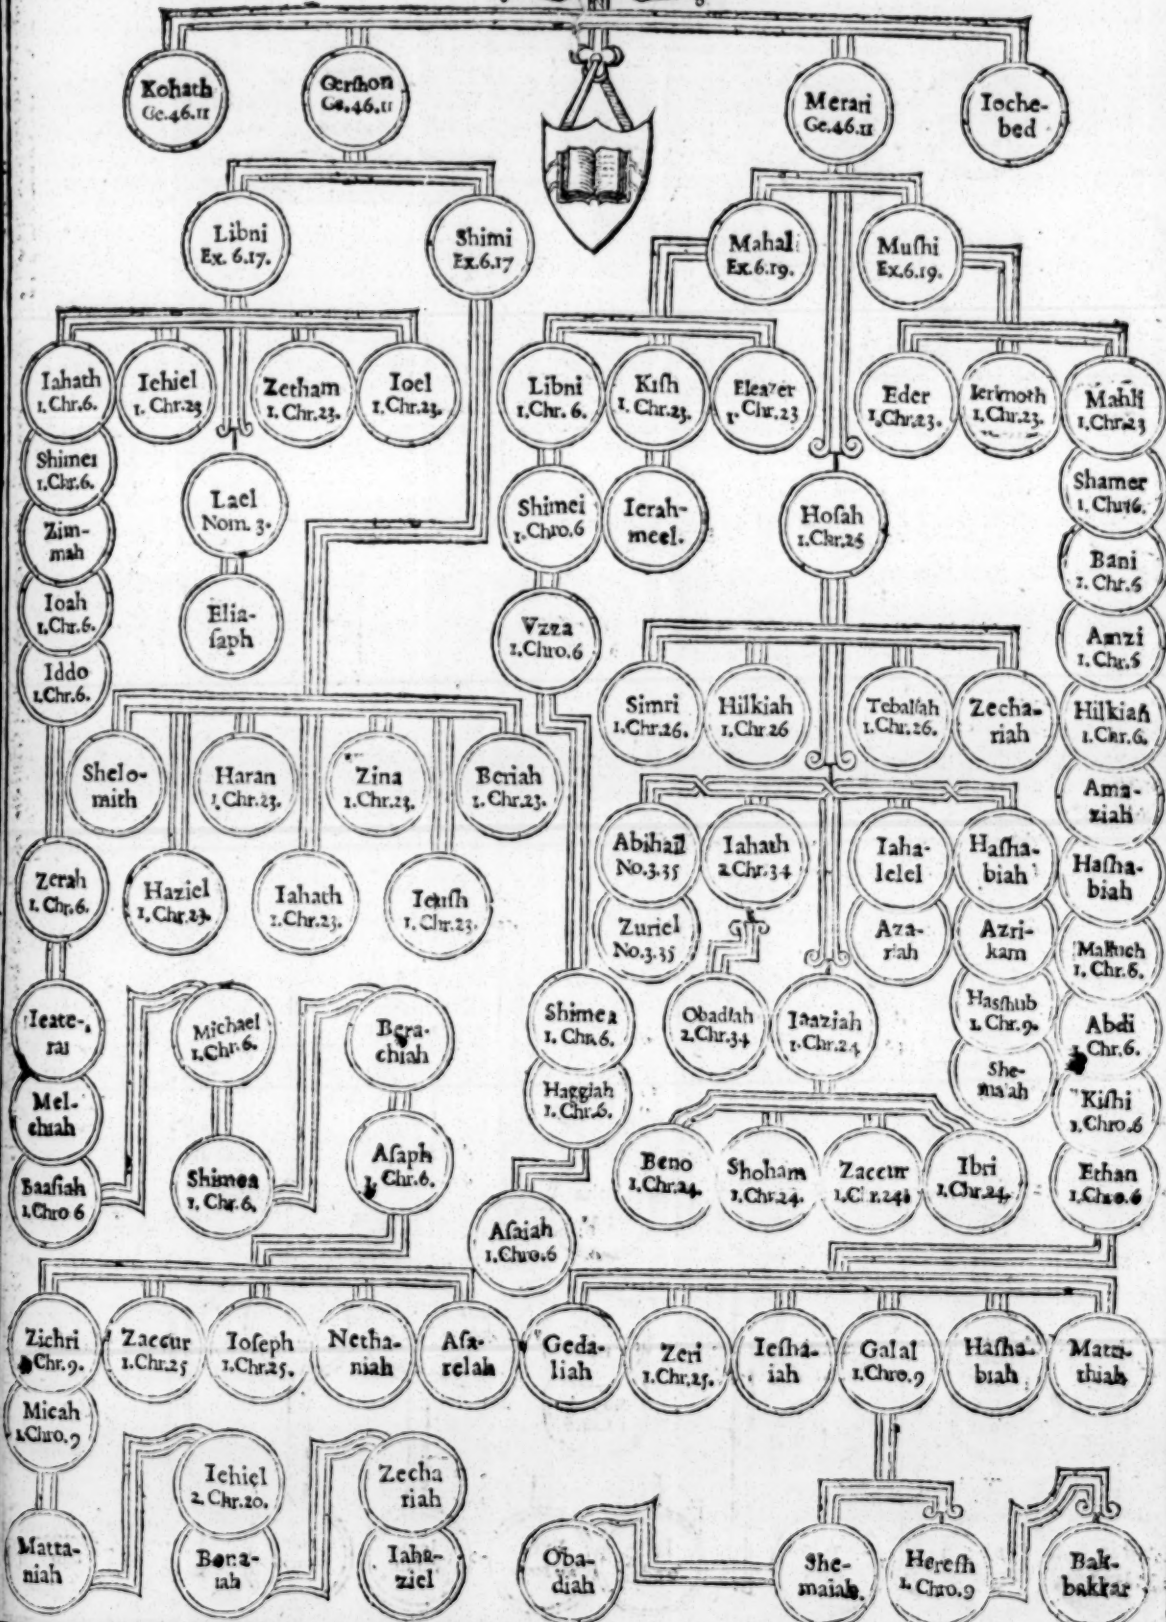 Kohath
Ge.46.11
Gerſhon
Ge.46.11
Merari
Ge.46.11
Ioche-
bed
Libni
Ex. 6.17.
Shimi
Ex.6.17
Mahali
Ex.6.19.
Muſhi
Ex.6.19.
Iahath
1.Chr.6.
Iehiel
1. Chr.23
Zetham
1.Chr.23.
Ioel
1.Chr.23.
Libni
1.Chr. 6.
Kiſh
1. Chr.23.
Eleazer
1. Chr.23
Eder
1.Chr.23.
Ierimoth
1.Chr.23.
Mahli
1.Chr.23
Shimei
1.Chr.6.
Zim-
mah
Ioah
1.Chr.6.
Iddo
1.Chr.6.
Lael
Nom. 3.
Elia-
ſaph
Shimei
1.Chro.6
Ierah-
meel.
Hoſah
1.Chr.26
Shamer
Bani
1. Chr.6
Amzi
1.Chr.6
Vzza
1.Chro.6
Simri
1.Chr.26.
Hilkiah
1.Chr.26
Tebaliah
1.Chr.26.
Zecha-
riah
Hilkiah
1.Chr.6.
Shelo-
mith
Haran
1.Chr.23.
Zina
1.Chr.23.
Beriah
1.Chr.23.
Ama-
ziah
Zerah
1.Chr.6.
Haziel
1.Chr.23.
Iahath
1.Chr.23.
Ieuſh
1.Chr.23.
Abihail
No.3.35
Iahath
2.Chr.34
Iaha-
lelel
Haſha-
biah
Haſha-
biah
Zuriel
No.3.35
Aza-
riah
Azri-
kam
Malluch
1.Chr.6.
Ieate-
rai
Michael
1.Chr.6.
Bera-
chiah
Shimea
1. Chr.6.
Obadiah
2.Chr.34
Iaaziah
1.Chr.24
Haſhub
1.Chr.9.
Abdi
Chr.6.
Mel-
chiah
Haggiah
1.Chr.6.
She-
maiah
Kiſhi
1.Chro.6
Baaſiah
1.Chro 6
Shimea
1. Chr.6.
Aſaph
1.Chr.6.
Beno
1.Chr.24.
Shoham
1.Chr.24.
Zaccur
Ibri
1.Chr.24.
Ethan
1.Chro.6
Aſaiah
1.Chro.6
Zichri
Chr.9.
Zaccur
1.Chr.25
Ioſeph
1.Chr.25.
Netha-
niah
Aſa-
relah
Geda-
liah
Zeri
1.Chr.25.
Ieſha-
iah
Galal
1.Chro.9
Haſha-
biah
Matti-
thiah
Micah
1.Chro.9
Matta-
niah
Iehiel
2.Chr.20.
Bena-
iah
Zecha
riah
Iaha-
ziel
Oba-
diah
She-
maiah
Hereſh
1. Chro.9
Bak-
bakkar